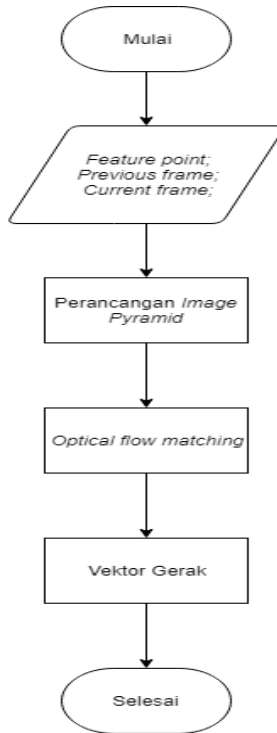 Mulai
Feature point;
Previous frame;
Current frame;
Perancangan Image
Pyramid
Optical flow matching
Vektor Gerak
Selesai